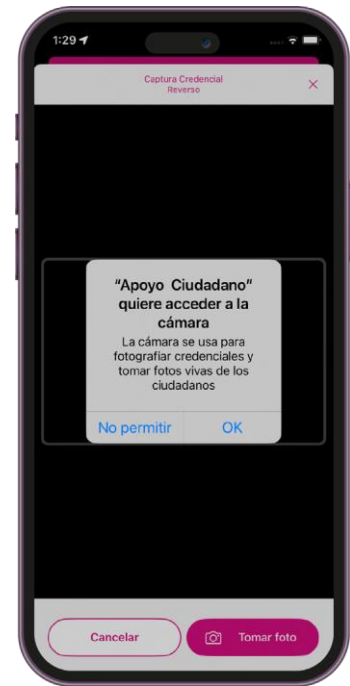 1:29
Captura Credencial
Reverso
"Apoyo Ciudadano"
quiere acceder a la
cámara
La cámara se usa para
fotografiar credenciales y
tomar fotos vivas de los
ciudadanos
No permitir
OK
Cancelar
Tomar foto